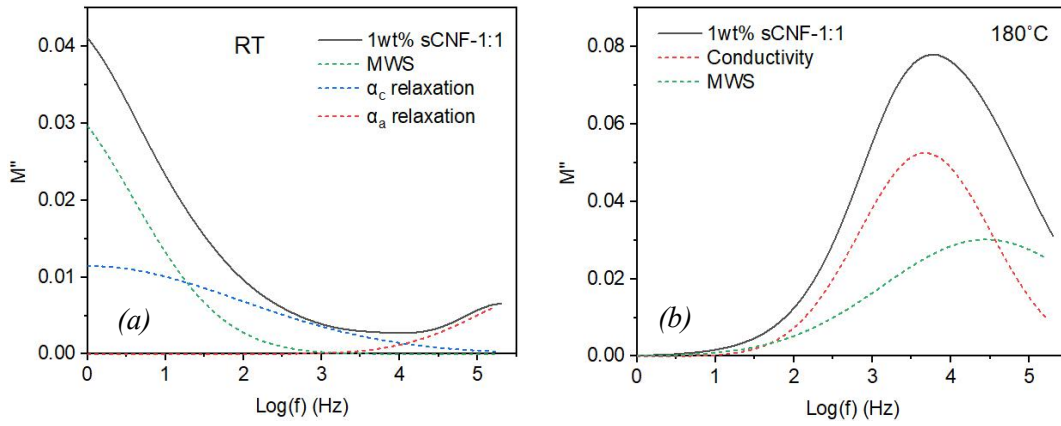 RT
1wt% sCNF-1:1
MWS
αc relaxation
αa relaxation
(a)
M"
0.04
0.03
0.02
0.01
0.00
0 1 2 3 4 5
Log(f) (Hz)
180°C
1wt% sCNF-1:1
Conductivity
MWS
(b)
M"
0.08
0.06
0.04
0.02
0.00
0 1 2 3 4 5
Log(f) (Hz)